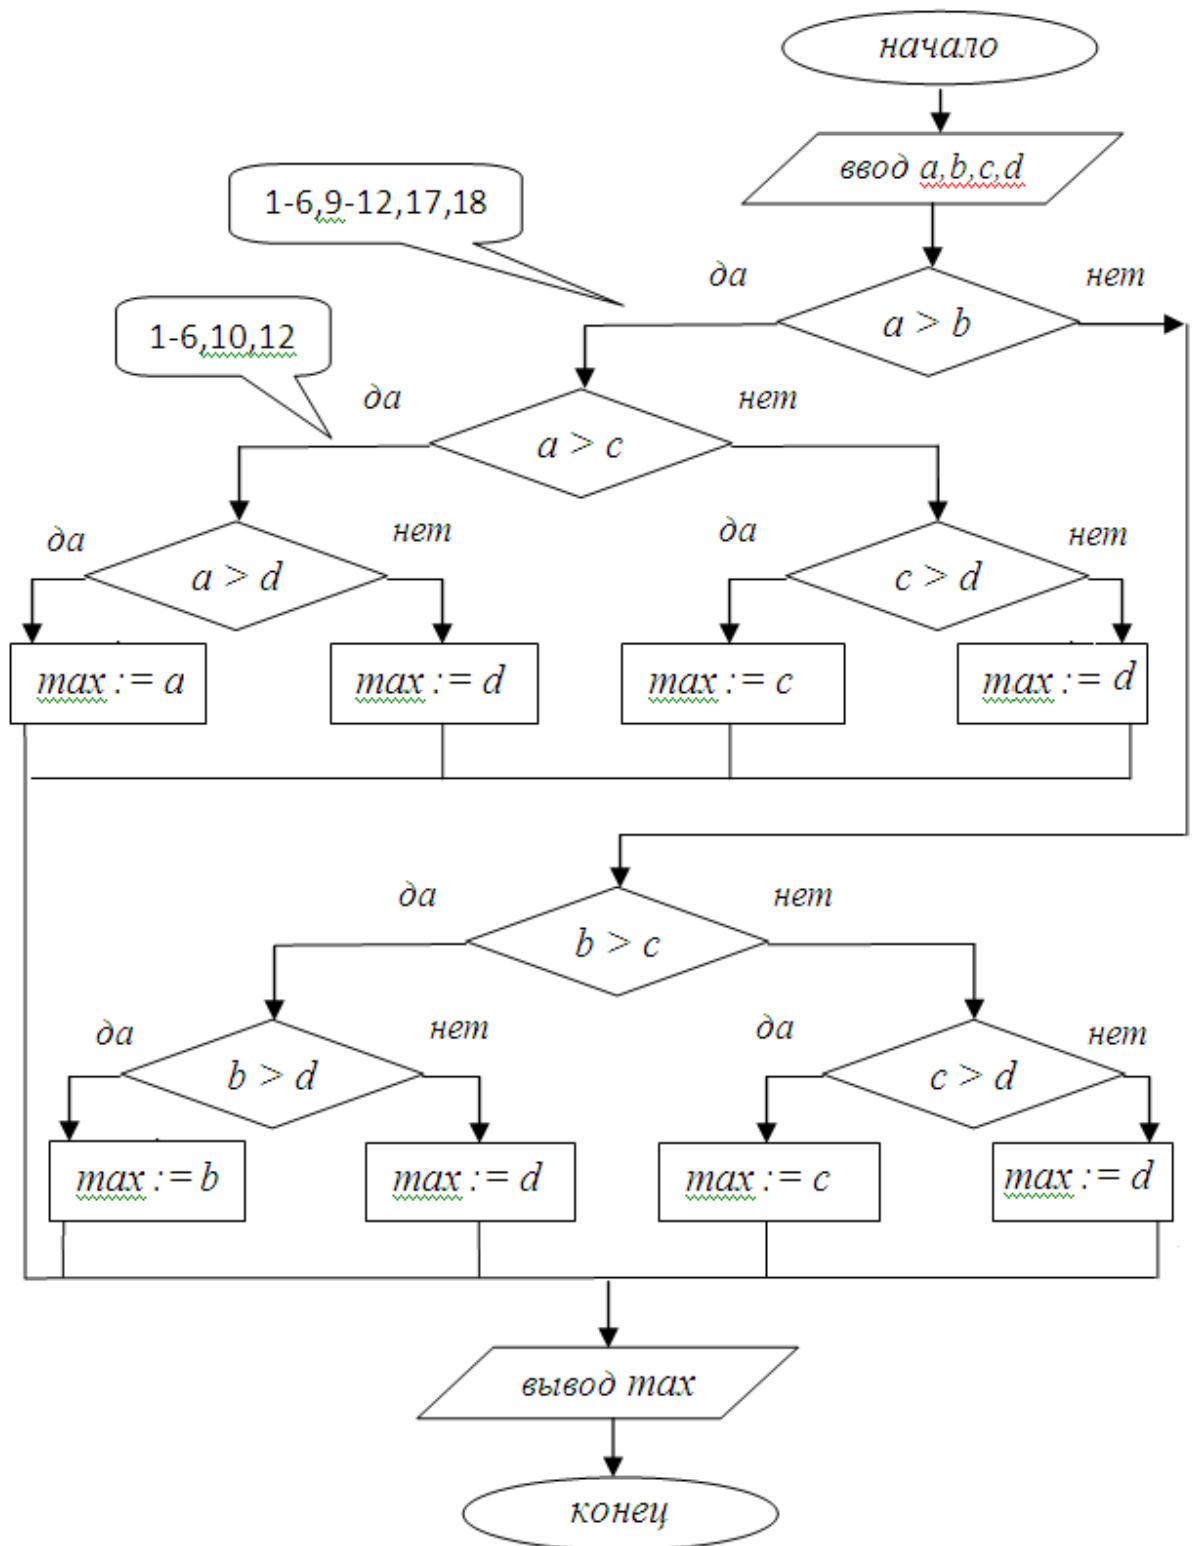 начало
ввод a,b,c,d
1-6,9-12,17,18
да
нет
a > b
1-6,10,12
да
нет
a > c
да
нет
да
нет
a > d
c > d
max := a
max := d
max := c
max := d
да
нет
b > c
да
нет
да
нет
b > d
c > d
max := b
max := d
max := c
max := d
вывод max
конец